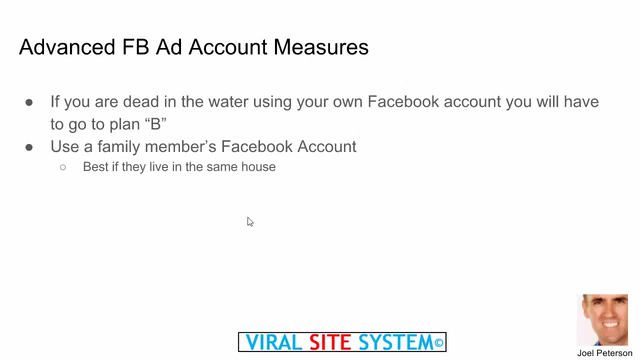 Advanced FB Ad Account Measures
● If you are dead in the water using your own Facebook account you will have
to go to plan “B”
● Use a family member’s Facebook Account
○ Best if they live in the same house
VIRAL SITE SYSTEM©
Joel Peterson